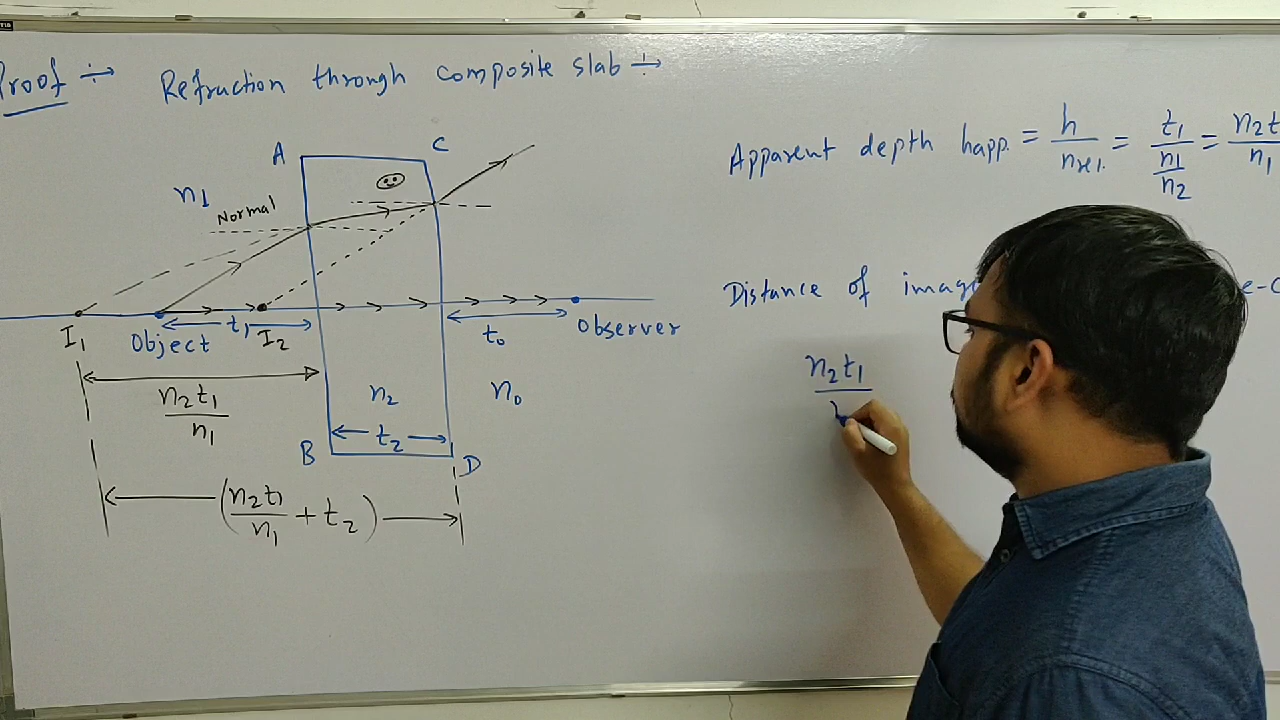 Proof ÷→ Refraction through composite slab ÷→
A
C
n1
Normal
I1
Object
t1
I2
t0
Observer
n2t1/n1
n2
n0
t2
B
D
(n2t1/n1 + t2)
Apparent depth happ. = h/nrel. = t1/(n1/n2) = n2t/n1
Distance of
n2t1